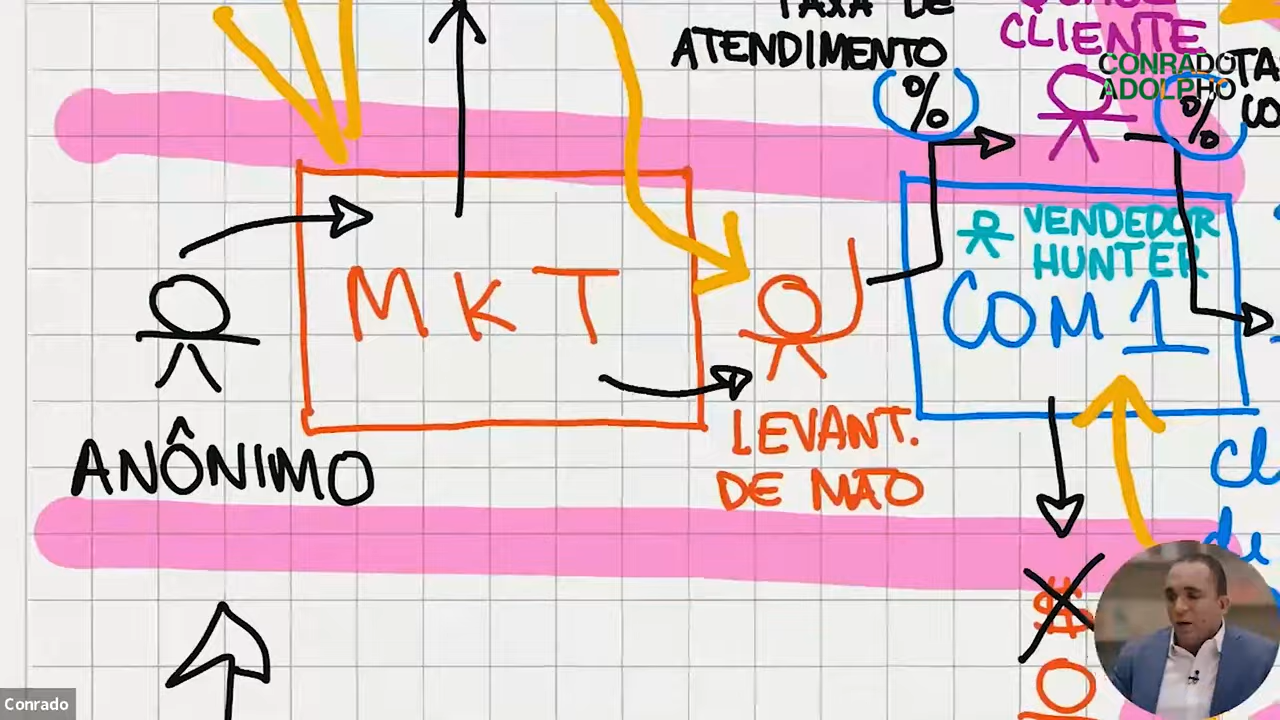 TAXA DE
ATENDIMENTO
%
CLIENTE
CONRADO
ADOLPHO
%
VENDEDOR
HUNTER
COM 1
MKT
ANÔNIMO
LEVANT.
DE MÃO
$
Conrado